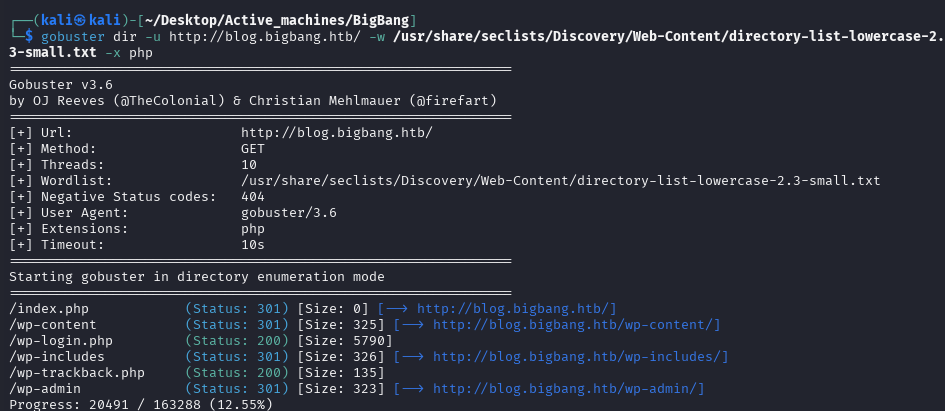 ┌──(kali㉿kali)-[~/Desktop/Active_machines/BigBang]
└─$ gobuster dir -u http://blog.bigbang.htb/ -w /usr/share/seclists/Discovery/Web-Content/directory-list-lowercase-2.
3-small.txt -x php
===============================================================
Gobuster v3.6
by OJ Reeves (@TheColonial) & Christian Mehlmauer (@firefart)
===============================================================
[+] Url:                     http://blog.bigbang.htb/
[+] Method:                  GET
[+] Threads:                 10
[+] Wordlist:                /usr/share/seclists/Discovery/Web-Content/directory-list-lowercase-2.3-small.txt
[+] Negative Status codes:   404
[+] User Agent:              gobuster/3.6
[+] Extensions:              php
[+] Timeout:                 10s
===============================================================
Starting gobuster in directory enumeration mode
===============================================================
/index.php            (Status: 301) [Size: 0] [--> http://blog.bigbang.htb/]
/wp-content           (Status: 301) [Size: 325] [--> http://blog.bigbang.htb/wp-content/]
/wp-login.php         (Status: 200) [Size: 5790]
/wp-includes          (Status: 301) [Size: 326] [--> http://blog.bigbang.htb/wp-includes/]
/wp-trackback.php     (Status: 200) [Size: 135]
/wp-admin             (Status: 301) [Size: 323] [--> http://blog.bigbang.htb/wp-admin/]
Progress: 20491 / 163288 (12.55%)